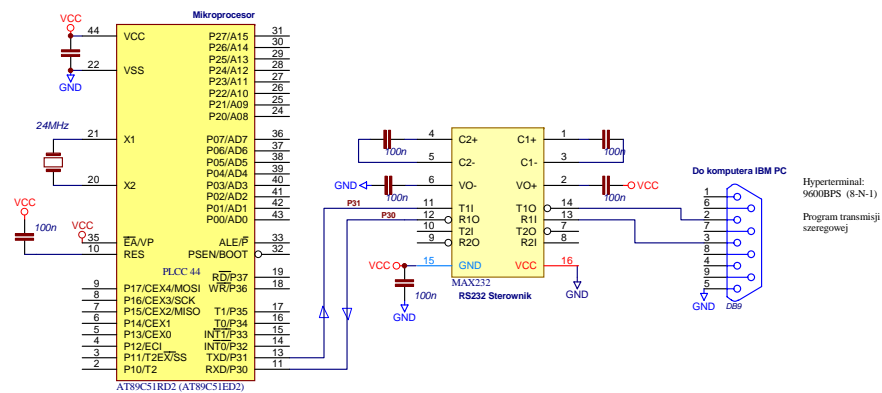 Mikroprocesor
VCC
44
VCC
P27/A15
31
P26/A14
30
P25/A13
29
22
VSS
P24/A12
28
GND
P23/A11
27
P22/A10
26
P21/A09
25
P20/A08
24
24MHz
21
X1
P07/AD7
36
P06/AD6
37
P05/AD5
38
P04/AD4
39
20
X2
P03/AD3
40
P02/AD2
41
P01/AD1
42
P00/AD0
43
VCC
VCC
100n
35
EA/VP
ALE/P
33
10
RES
PSEN/BOOT
32
PLCC 44
RD/P37
19
9
P17/CEX4/MOSI
WR/P36
18
8
P16/CEX3/SCK
7
P15/CEX2/MISO
T1/P35
17
6
P14/CEX1
T0/P34
16
5
P13/CEX0
INT1/P33
15
4
P12/ECI
INT0/P32
14
3
P11/T2EX/SS
TXD/P31
13
2
P10/T2
RXD/P30
11
AT89C51RD2 (AT89C51ED2)
P31
P30
4
C2+
C1+
1
100n
100n
5
C2-
C1-
3
GND
6
VO-
VO+
2
VCC
100n
100n
11
T1I
T1O
14
12
R1O
R1I
13
10
T2I
T2O
7
9
R2O
R2I
8
VCC
15
GND
VCC
16
MAX232
100n
RS232 Sterownik
GND
GND
Do komputera IBM PC
1
6
2
7
3
8
4
9
5
GND
DB9
Hyperterminal:
9600BPS (8-N-1)
Program transmisji
szeregowej